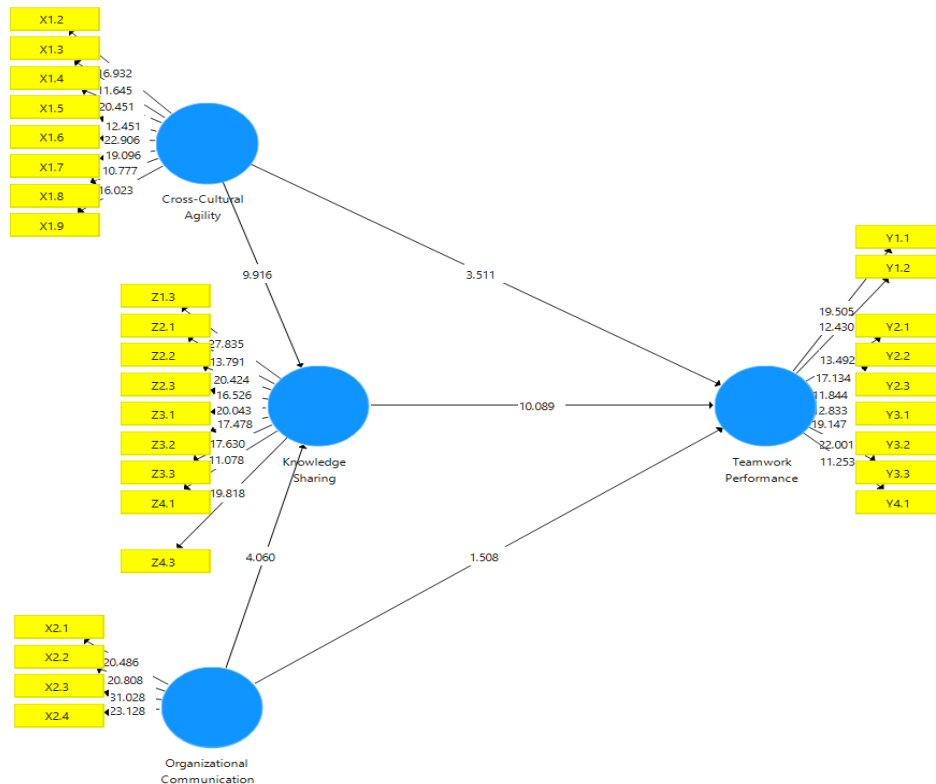 X1.2
X1.3
X1.4
X1.5
X1.6
X1.7
X1.8
X1.9
16.932
11.645
20.451
12.451
22.906
19.096
10.777
16.023
Cross-Cultural
Agility
9.916
3.511
Z1.3
Z2.1
Z2.2
Z2.3
Z3.1
Z3.2
Z3.3
Z4.1
Z4.3
27.835
13.791
20.424
16.526
20.043
17.478
17.630
11.078
19.818
Knowledge
Sharing
10.089
4.060
1.508
Y1.1
Y1.2
Y2.1
Y2.2
Y2.3
Y3.1
Y3.2
Y3.3
Y4.1
19.505
12.430
13.492
17.134
11.844
2.833
19.147
22.001
11.253
Teamwork
Performance
X2.1
X2.2
X2.3
X2.4
20.486
20.808
31.028
23.128
Organizational
Communication